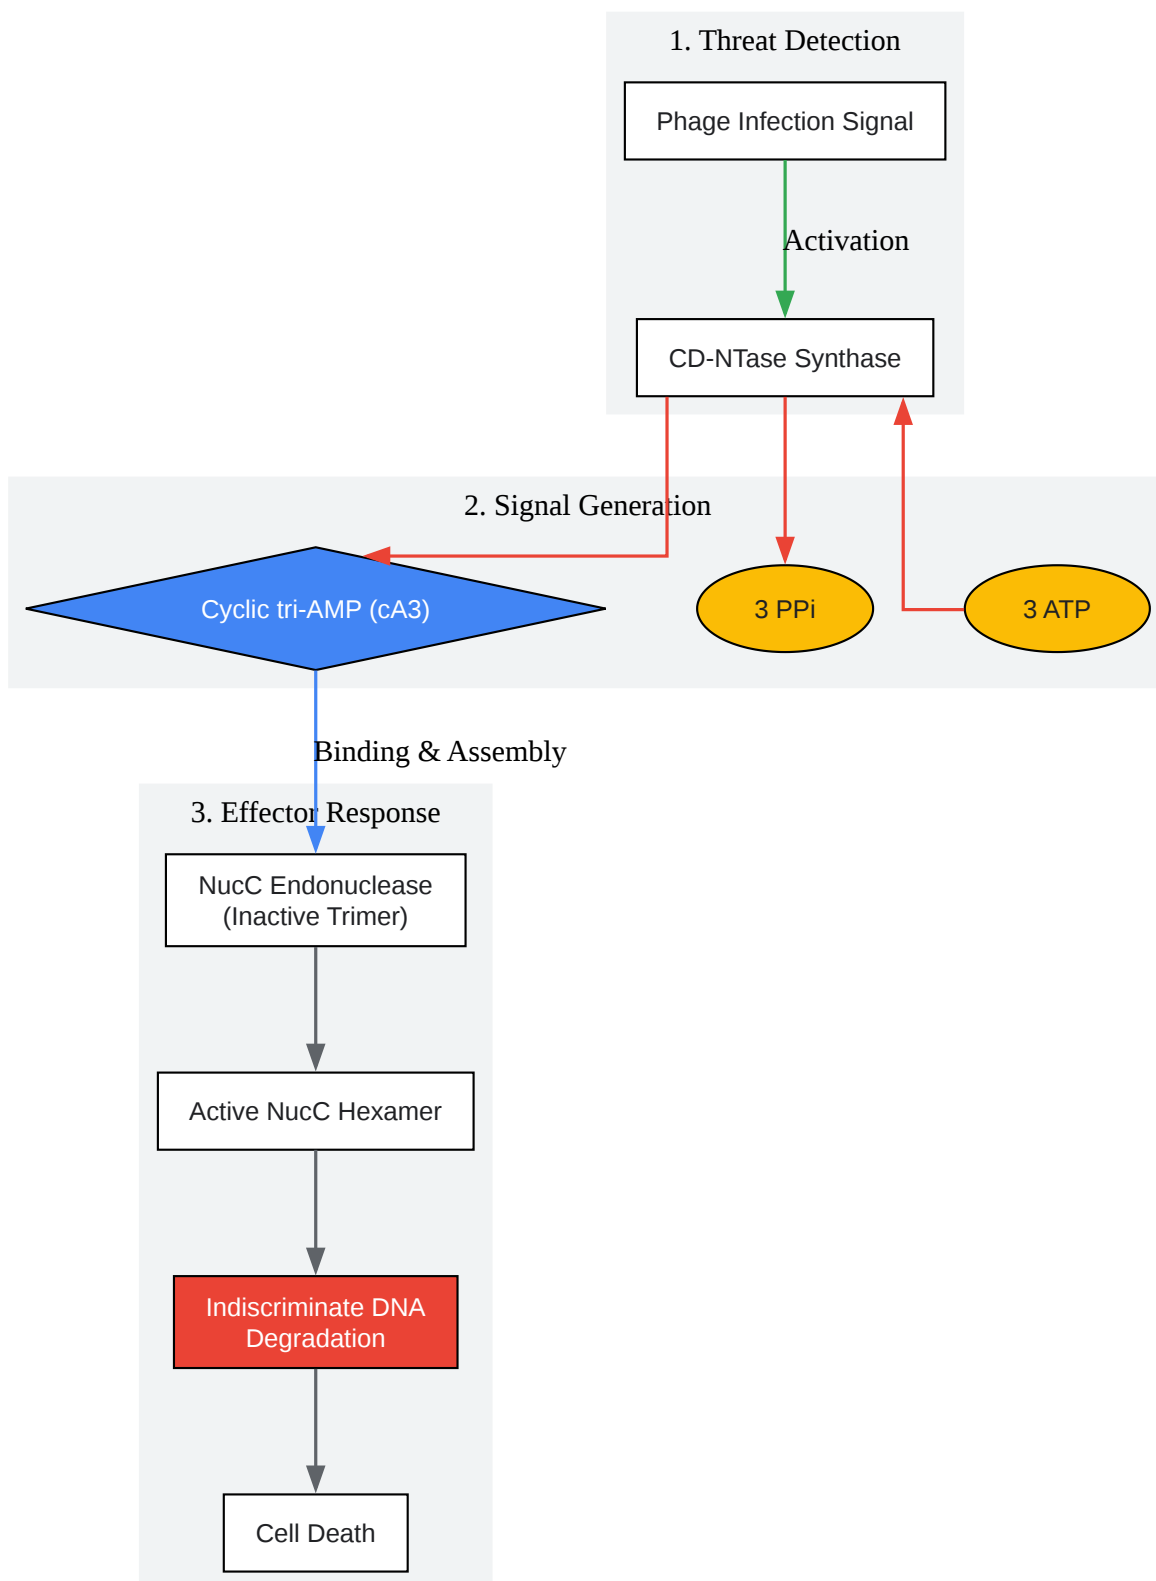 1. Threat Detection
Phage Infection Signal
Activation
CD-NTase Synthase
2. Signal Generation
Cyclic tri-AMP (cA3)
3 PPi
3 ATP
Binding & Assembly
3. Effector Response
NucC Endonuclease
(Inactive Trimer)
Active NucC Hexamer
Indiscriminate DNA
Degradation
Cell Death